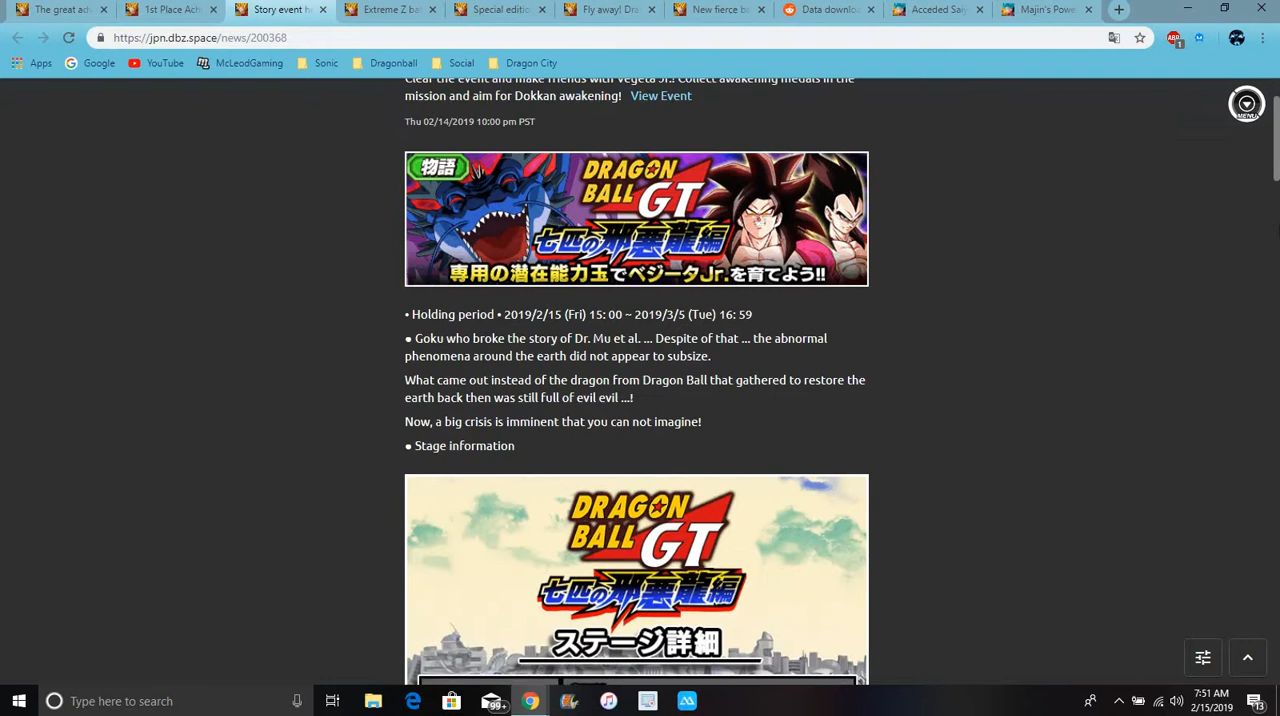 The great adv
1st Place Ach
Story event he
Extreme Z ba
Special edition
Fly away! Dra
New fierce ba
Data downlo
Acceded Saiy
Majin's Powe
https://jpn.dbz.space/news/200368
ABP
1
Apps
Google
YouTube
McLeodGaming
Sonic
Dragonball
Social
Dragon City
Clear the event and make friends with Vegeta Jr.! Collect awakening medals in the
mission and aim for Dokkan awakening! View Event
Thu 02/14/2019 10:00 pm PST
MENU
物語
DRAGON
BALL GT
七匹の邪悪龍編
専用の潜在能力玉でベジータJr.を育てよう!!
• Holding period • 2019/2/15 (Fri) 15: 00 ~ 2019/3/5 (Tue) 16: 59
● Goku who broke the story of Dr. Mu et al. ... Despite of that ... the abnormal
phenomena around the earth did not appear to subsize.
What came out instead of the dragon from Dragon Ball that gathered to restore the
earth back then was still full of evil evil ...!
Now, a big crisis is imminent that you can not imagine!
● Stage information
DRAGON
BALL GT
七匹の邪悪龍編
ステージ詳細
Type here to search
99+
7:51 AM
2/15/2019
13